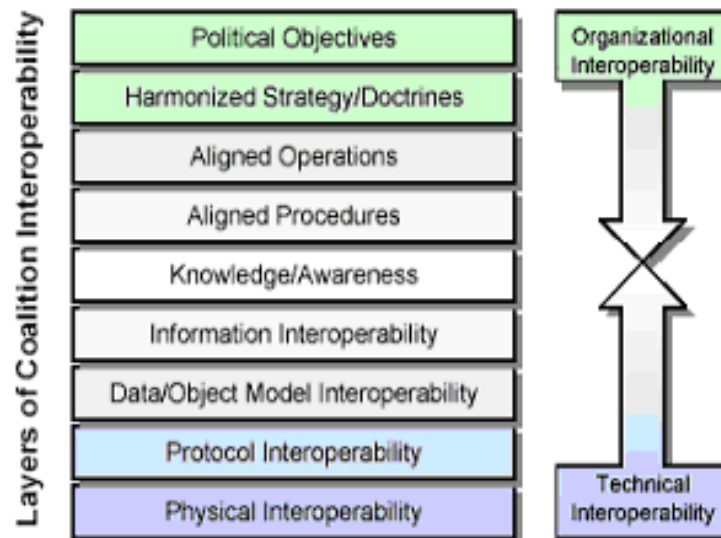 Layers of Coalition Interoperability
Political Objectives
Harmonized Strategy/Doctrines
Aligned Operations
Aligned Procedures
Knowledge/Awareness
Information Interoperability
Data/Object Model Interoperability
Protocol Interoperability
Physical Interoperability
Organizational
Interoperability
Technical
Interoperability